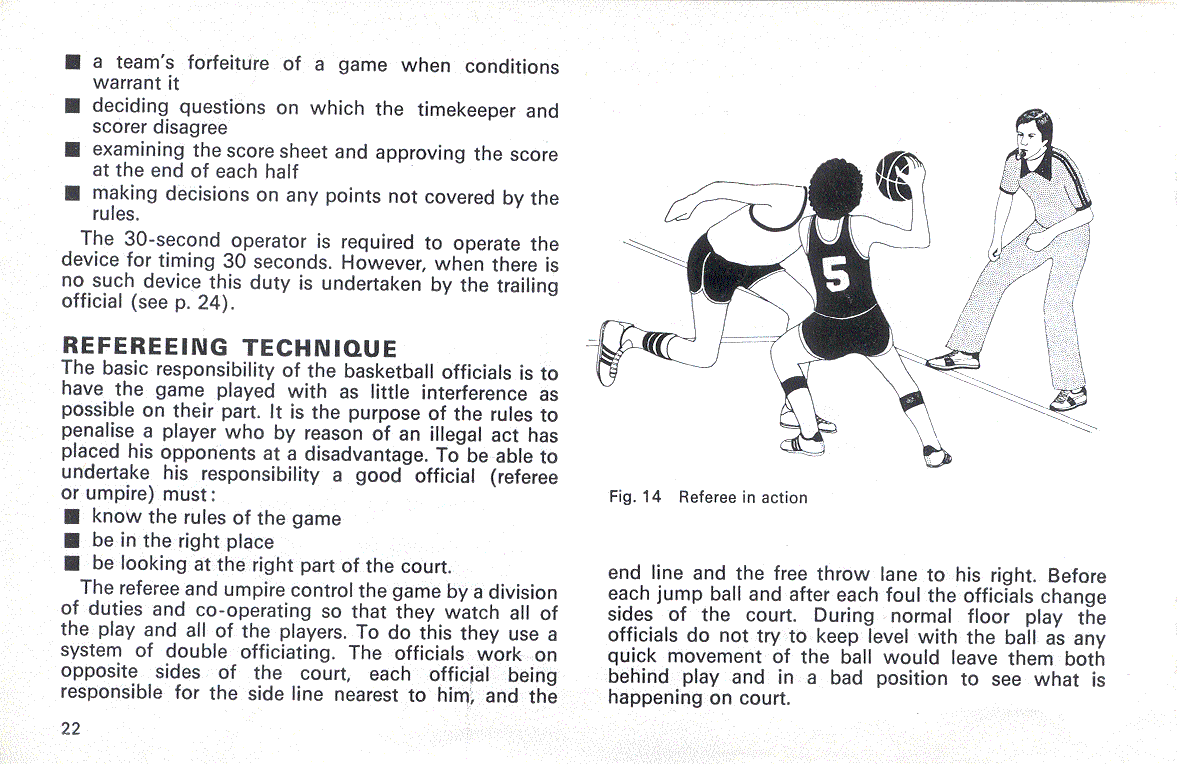 ■ a team's forfeiture of a game when conditions
warrant it
■ deciding questions on which the timekeeper and
scorer disagree
■ examining the score sheet and approving the score
at the end of each half
■ making decisions on any points not covered by the
rules.
The 30-second operator is required to operate the
device for timing 30 seconds. However, when there is
no such device this duty is undertaken by the trailing
official (see p. 24).
REFEREEING TECHNIQUE
The basic responsibility of the basketball officials is to
have the game played with as little interference as
possible on their part. It is the purpose of the rules to
penalise a player who by reason of an illegal act has
placed his opponents at a disadvantage. To be able to
undertake his responsibility a good official (referee
or umpire) must:
■ know the rules of the game
■ be in the right place
■ be looking at the right part of the court.
The referee and umpire control the game by a division
of duties and co-operating so that they watch all of
the play and all of the players. To do this they use a
system of double officiating. The officials work on
opposite sides of the court, each official being
responsible for the side line nearest to him, and the
22
5
Fig. 14 Referee in action
end line and the free throw lane to his right. Before
each jump ball and after each foul the officials change
sides of the court. During normal floor play the
officials do not try to keep level with the ball as any
quick movement of the ball would leave them both
behind play and in a bad position to see what is
happening on court.